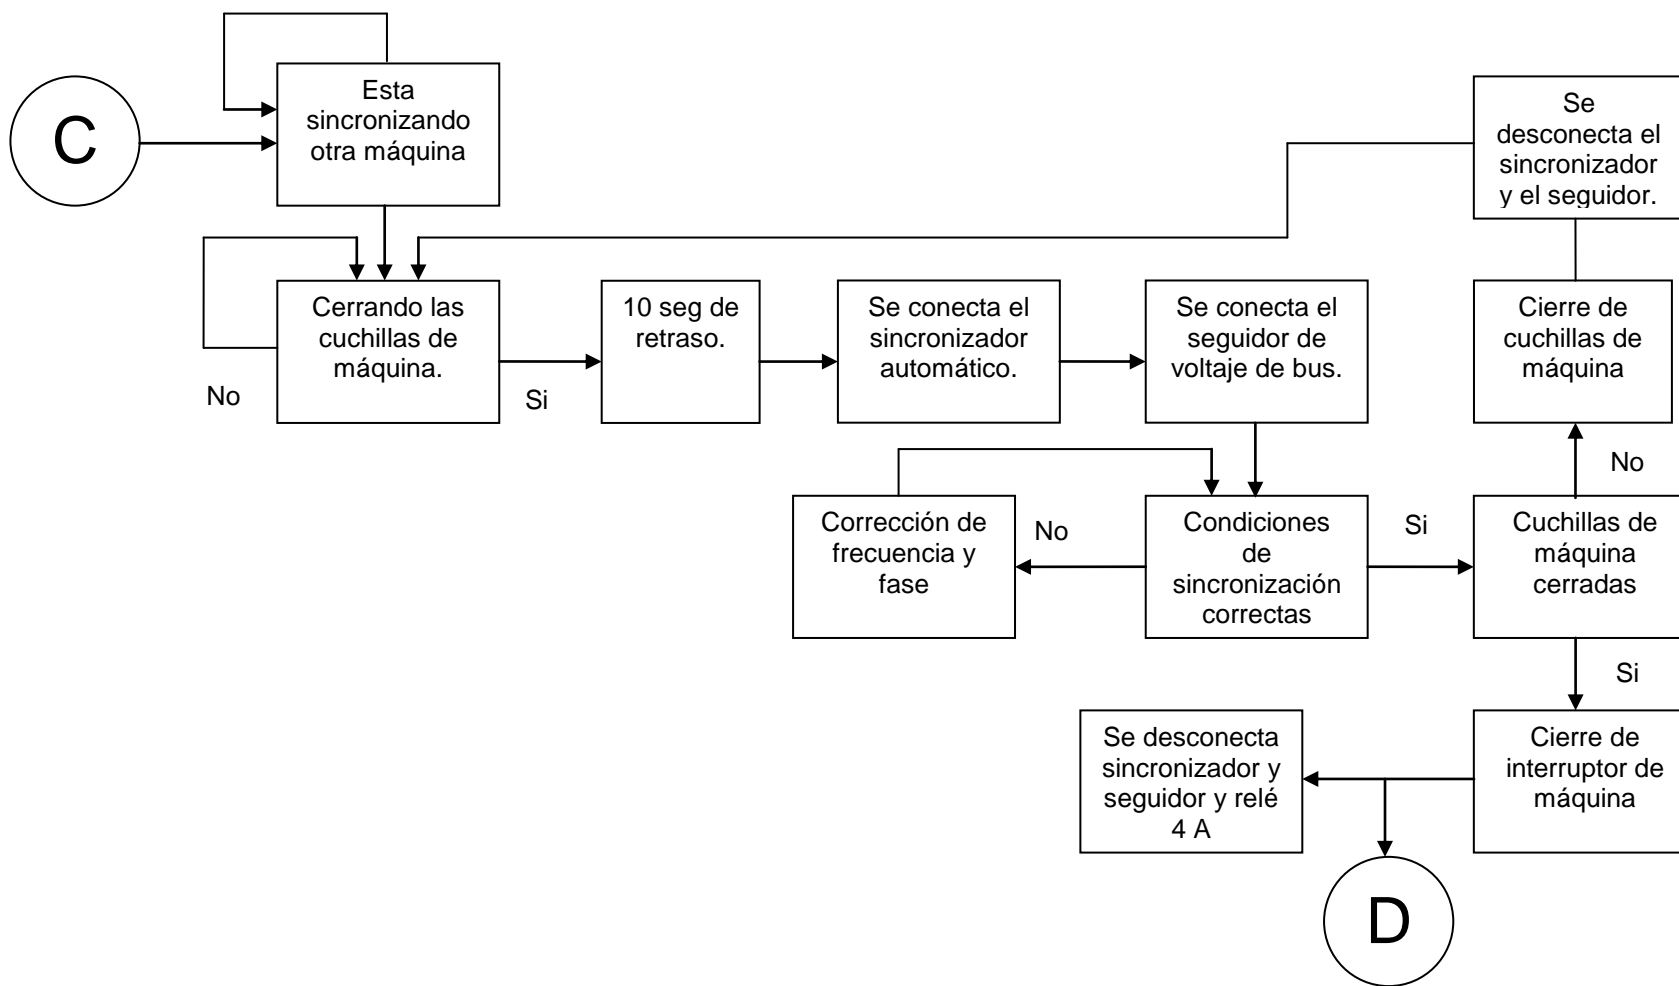 C
Esta
sincronizando
otra máquina
Se
desconecta el
sincronizador
y el seguidor.
Cerrando las
cuchillas de
máquina.
No
Si
10 seg de
retraso.
Se conecta el
sincronizador
automático.
Se conecta el
seguidor de
voltaje de bus.
Cierre de
cuchillas de
máquina
No
Corrección de
frecuencia y
fase
No
Condiciones
de
sincronización
correctas
Si
Cuchillas de
máquina
cerradas
Si
Se desconecta
sincronizador y
seguidor y relé
4 A
Cierre de
interruptor de
máquina
D